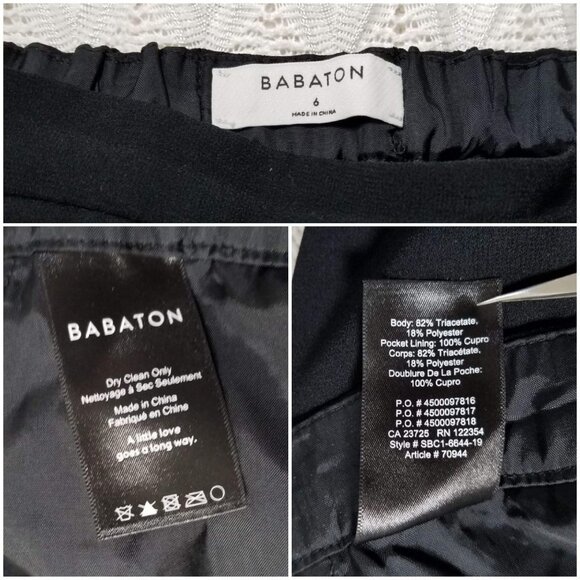 BABATON
6
MADE IN CHINA
BABATON
Dry Clean Only
Nettoyage à Sec Seulement
Made in China
Fabriqué en Chine
A little love
goes a long way.
Body: 82% Triacetate.
18% Polyester
Pocket Lining: 100% Cupro
Corps: 82% Triacétate.
18% Polyester
Doublure De La Poche:
100% Cupro
P.O. # 4500097816
P.O. # 4500097817
P.O. # 4500097818
CA 23725 RN 122354
Style # SBC1-6644-19
Article # 70944